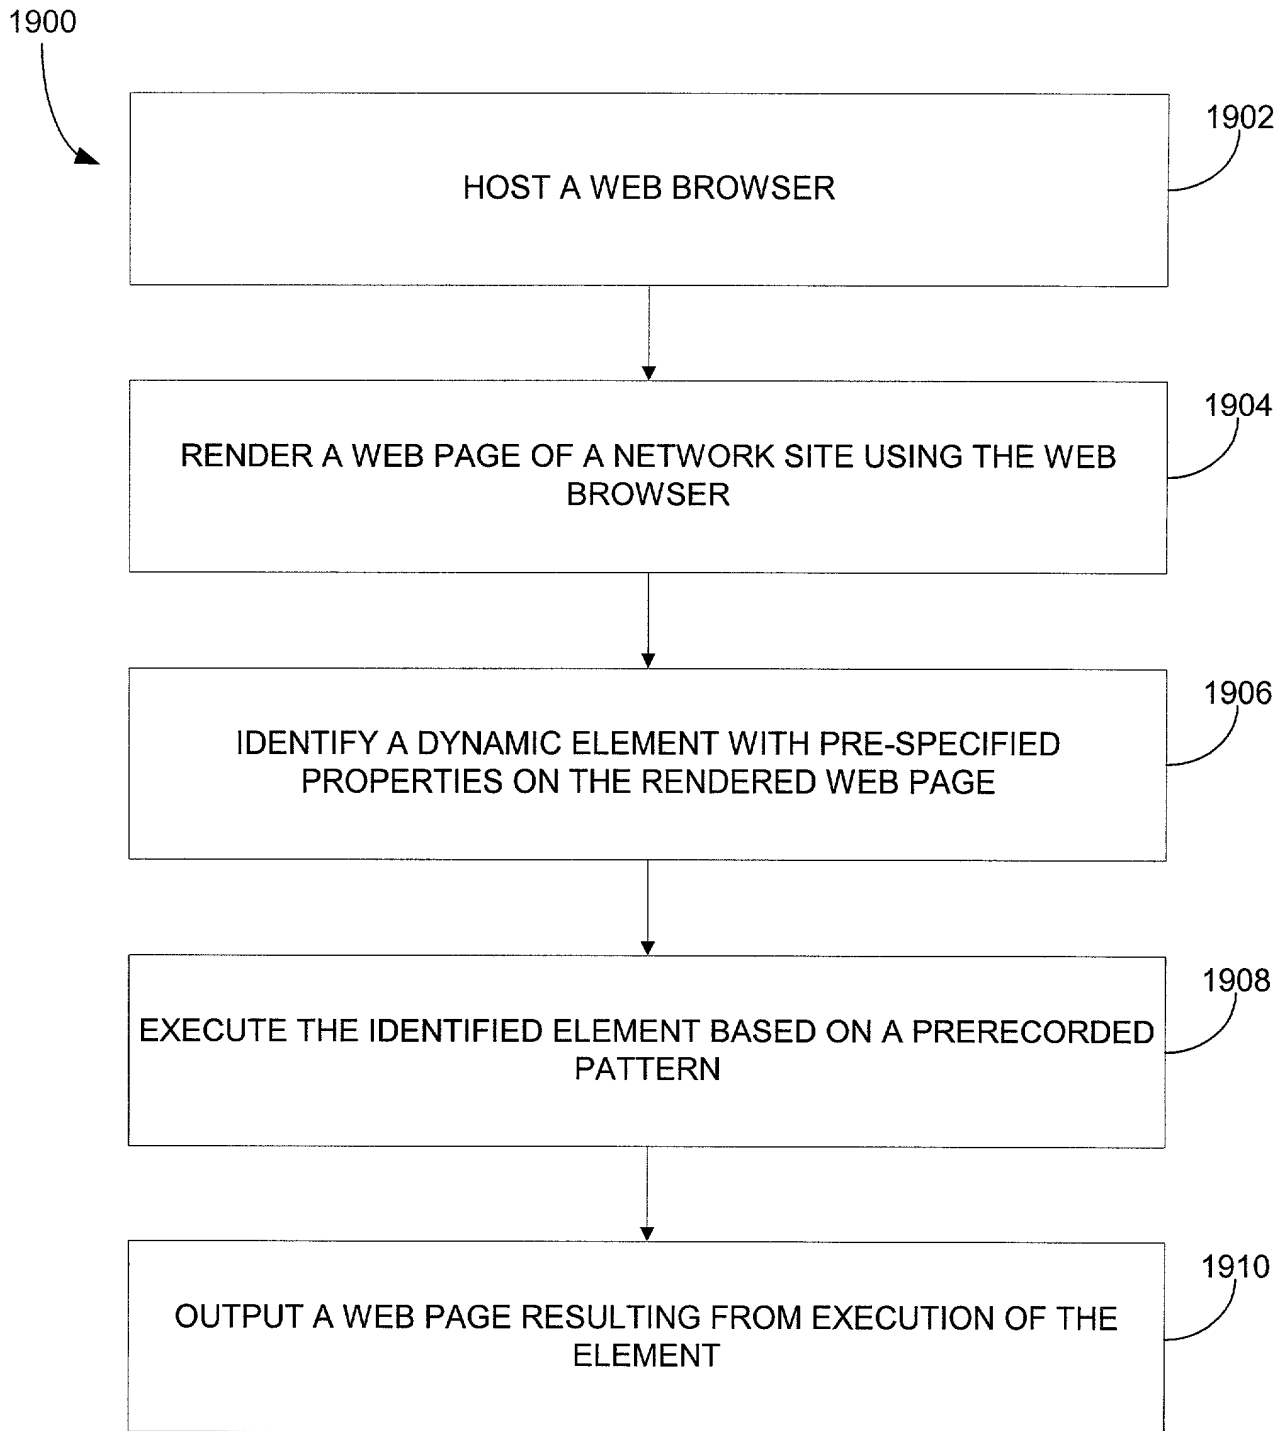 1900
1902
HOST A WEB BROWSER
1904
RENDER A WEB PAGE OF A NETWORK SITE USING THE WEB
BROWSER
1906
IDENTIFY A DYNAMIC ELEMENT WITH PRE-SPECIFIED
PROPERTIES ON THE RENDERED WEB PAGE
1908
EXECUTE THE IDENTIFIED ELEMENT BASED ON A PRERECORDED
PATTERN
1910
OUTPUT A WEB PAGE RESULTING FROM EXECUTION OF THE
ELEMENT